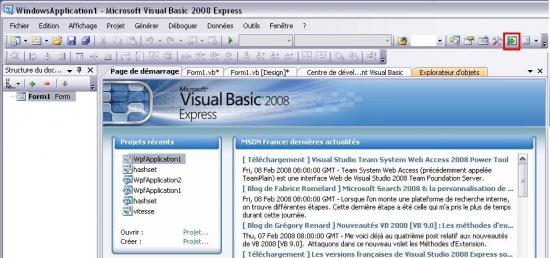 WindowsApplication1 - Microsoft Visual Basic 2008 Express
Fichier Edition Affichage Projet Générer Déboguer Données Outils Fenêtre ?
Structure du doc...
Page de démarrage Form1.vb* Form1.vb [Design]* Centre de dével...nt Visual Basic Explorateur d'objets
Form1 Form
Microsoft
Visual Basic 2008
Express
Projets récents
WpfApplication1
hashset
WpfApplication2
WpfApplication1
hashset
vitesse
Ouvrir : Projet...
Créer : Projet...
MSDN France: dernières actualités
[ Téléchargement ] Visual Studio Team System Web Access 2008 Power Tool
Fri, 08 Feb 2008 08:00:00 GMT - Team System Web Access (précédemment appelée
TeamPlain) est une interface Web de Visual Studio 2008 Team Foundation Server.
[ Blog de Fabrice Romelard ] Microsoft Search 2008 & la personnalisation de ...
Fri, 08 Feb 2008 08:00:00 GMT - Lorsque l'on monte une plateforme de recherche interne,
on trouve différentes étapes. Cette dernière étape a été celle qui m'a pris le plus de temps
durant cette journée.
[ Blog de Grégory Renard ] Nouveautés VB 2008 [VB 9.0] : Les méthodes d'ex...
Thu, 07 Feb 2008 08:00:00 GMT - Me voici déjà au quatrième post relatif aux nouveautés
de VB 2008 [VB 9.0]. Attaquons dans ce nouveau volet les Méthodes d'Extension.
[ Téléchargement ] Les versions françaises de Visual Studio 2008 Express so...